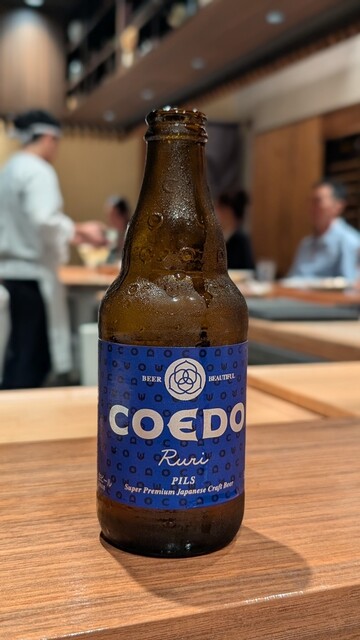 BEER BEAUTIFUL
COEDO
Ruri
PILS
Super Premium Japanese Craft Beer